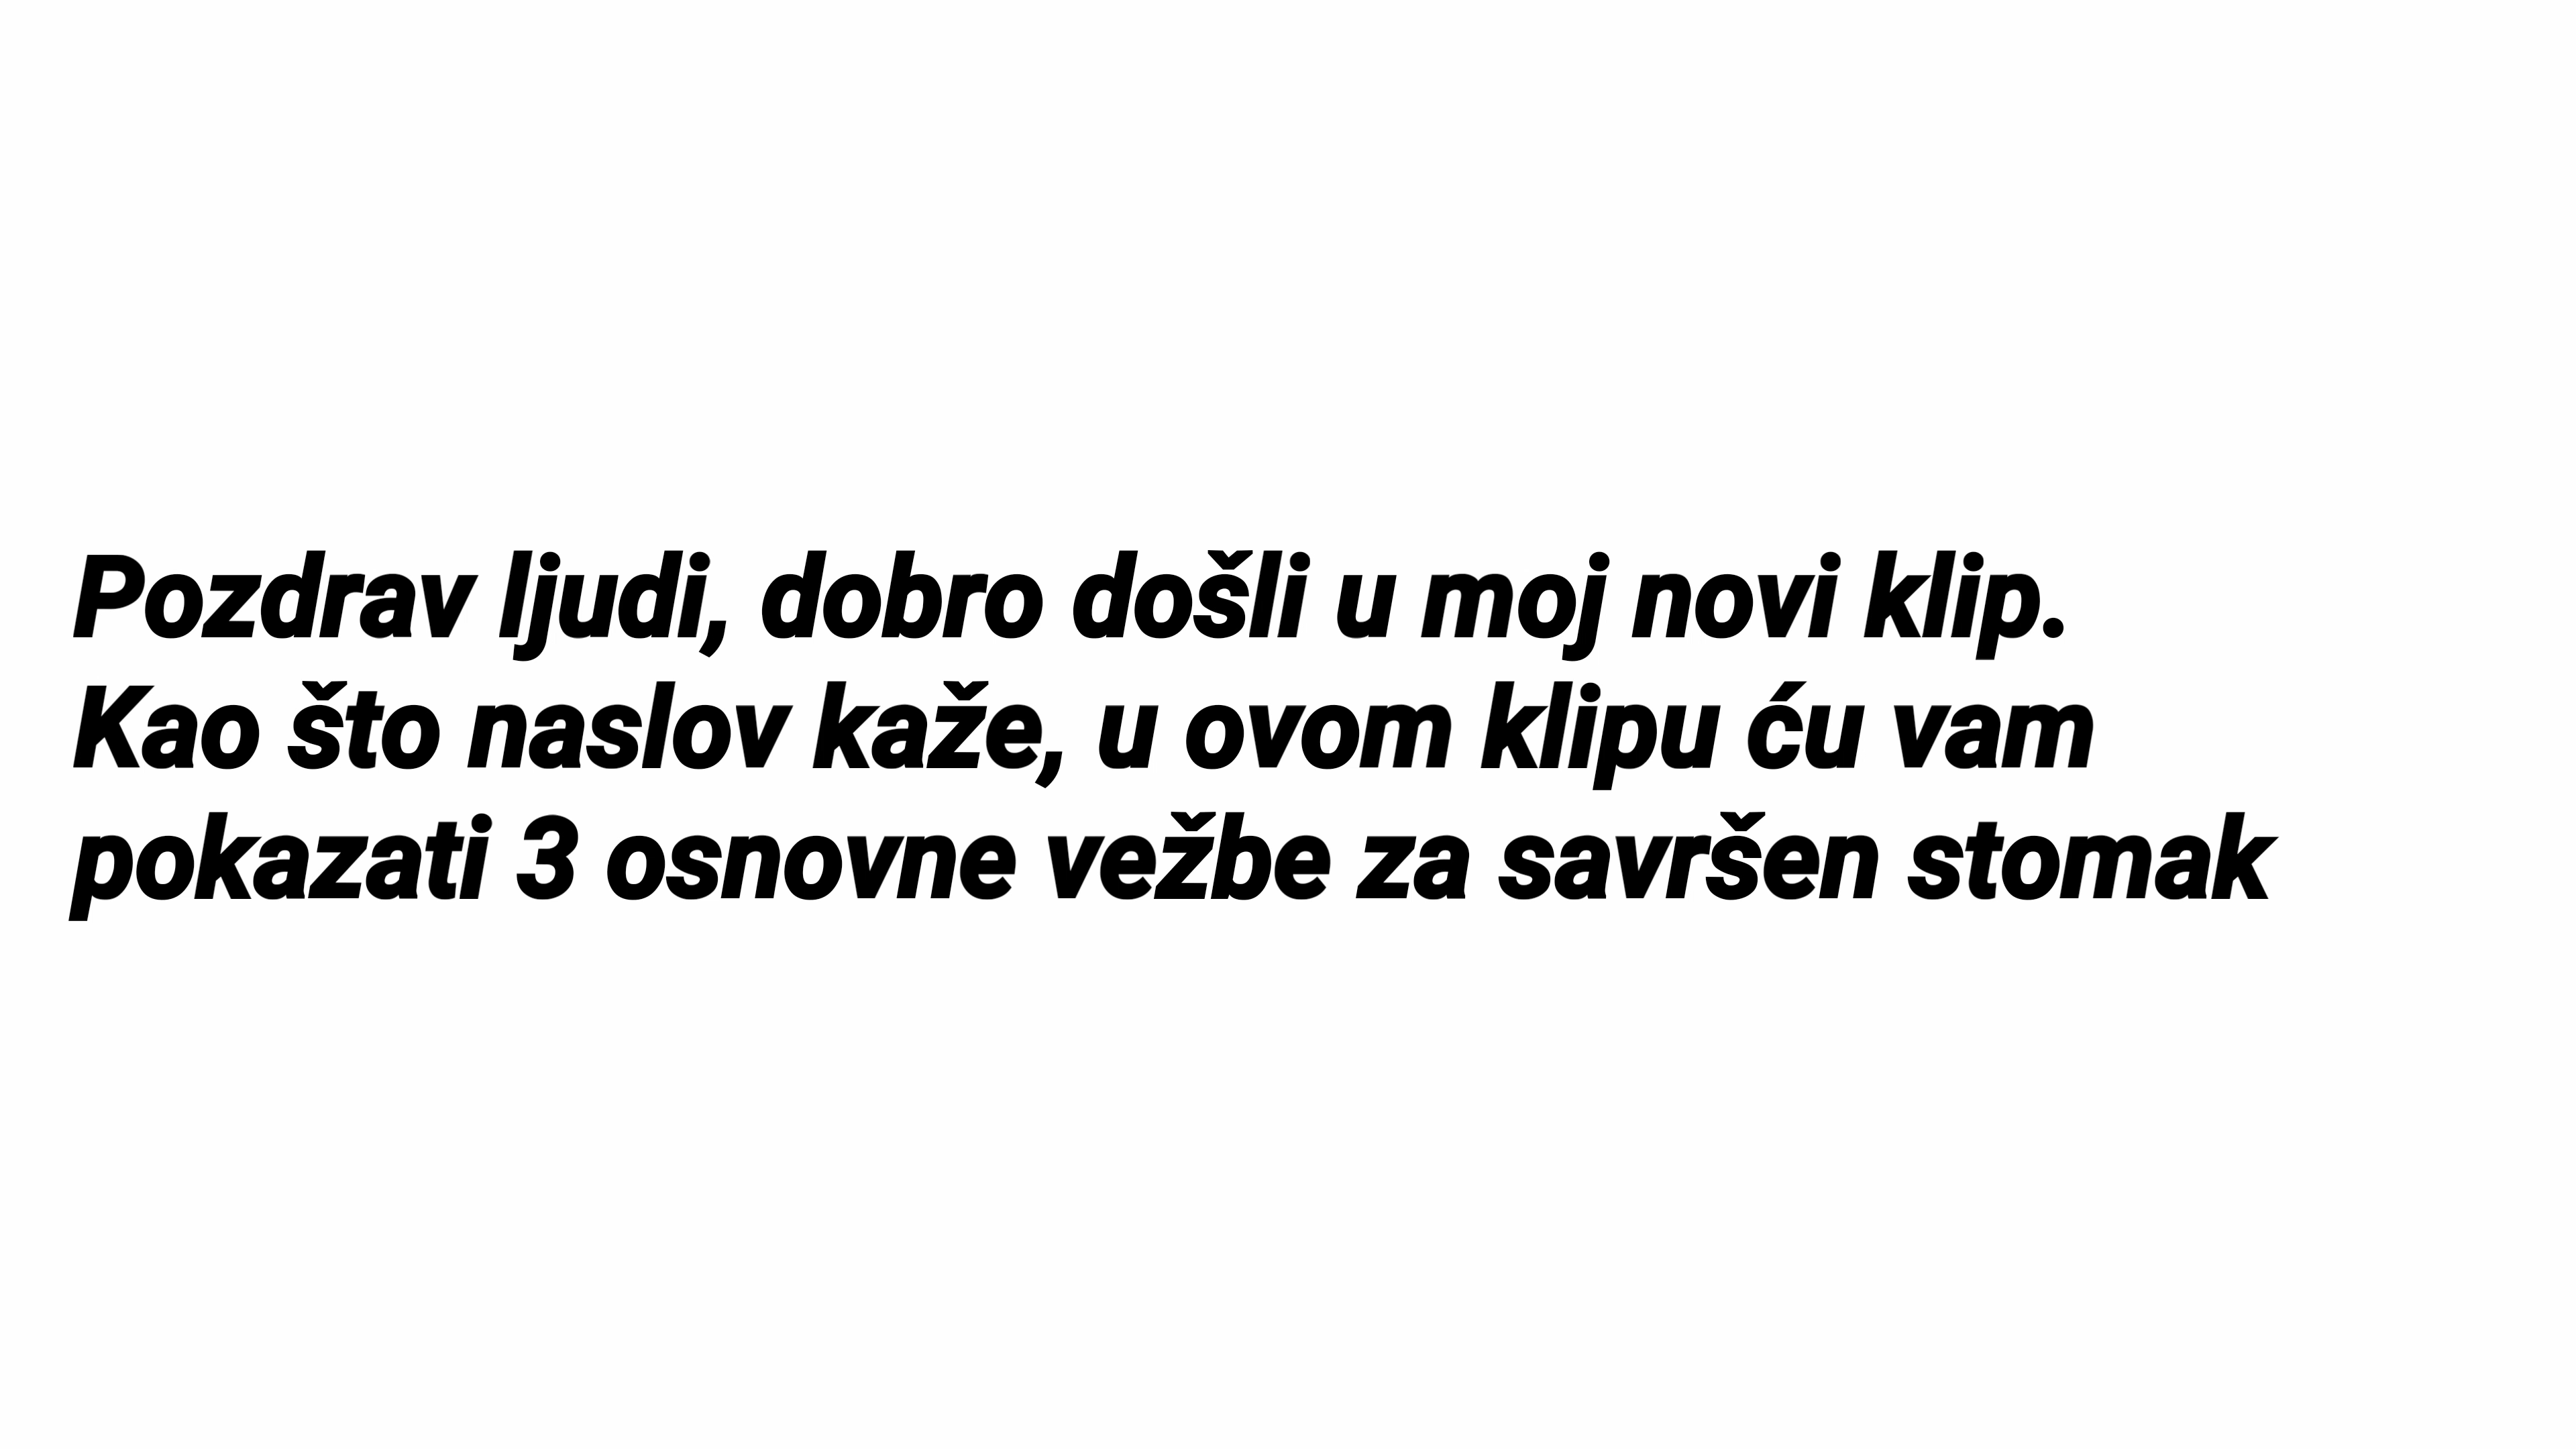 Pozdrav ljudi, dobro došli u moj novi klip.
Kao što naslov kaže, u ovom klipu ću vam
pokazati 3 osnovne vežbe za savršen stomak